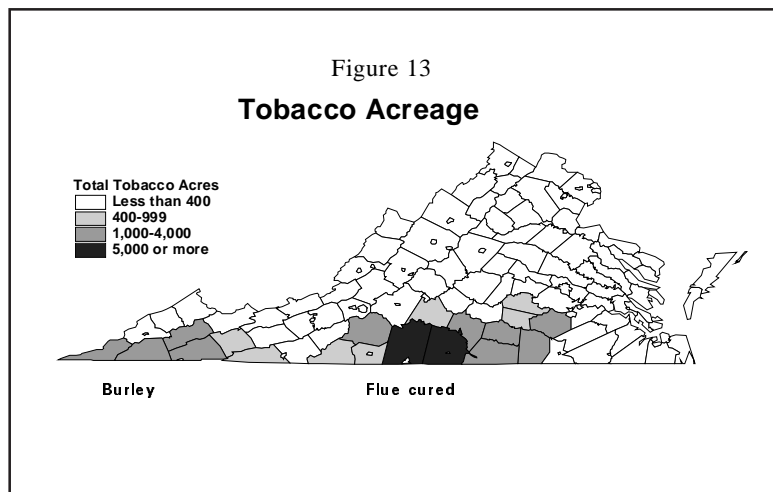 Figure 13
Tobacco Acreage
Total Tobacco Acres
Less than 400
400-999
1,000-4,000
5,000 or more
Burley
Flue cured